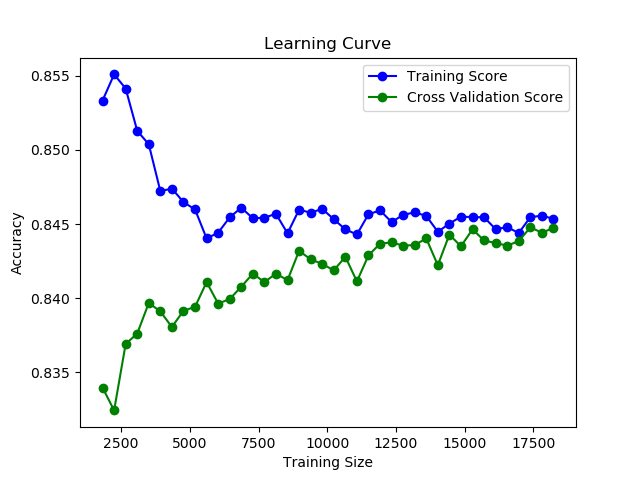 Learning Curve
Training Score
Cross Validation Score
0.855
0.850
0.845
0.840
0.835
Accuracy
2500 5000 7500 10000 12500 15000 17500
Training Size